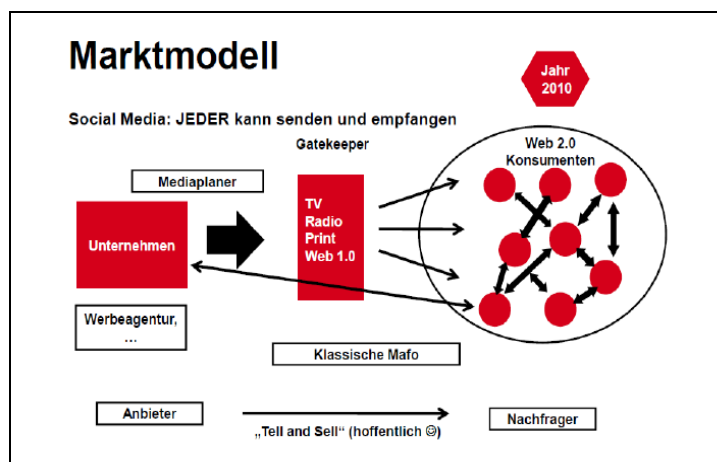 Marktmodell
Jahr
2010
Social Media: JEDER kann senden und empfangen
Gatekeeper
Web 2.0
Konsumenten
Mediaplaner
TV
Radio
Print
Web 1.0
Unternehmen
Werbeagentur,
…
Klassische Mafo
Anbieter
„Tell and Sell“ (hoffentlich ☺)
Nachfrager